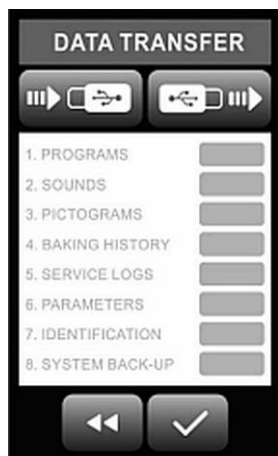 DATA TRANSFER
1. PROGRAMS
2. SOUNDS
3. PICTOGRAMS
4. BAKING HISTORY
5. SERVICE LOGS
6. PARAMETERS
7. IDENTIFICATION
8. SYSTEM BACK-UP